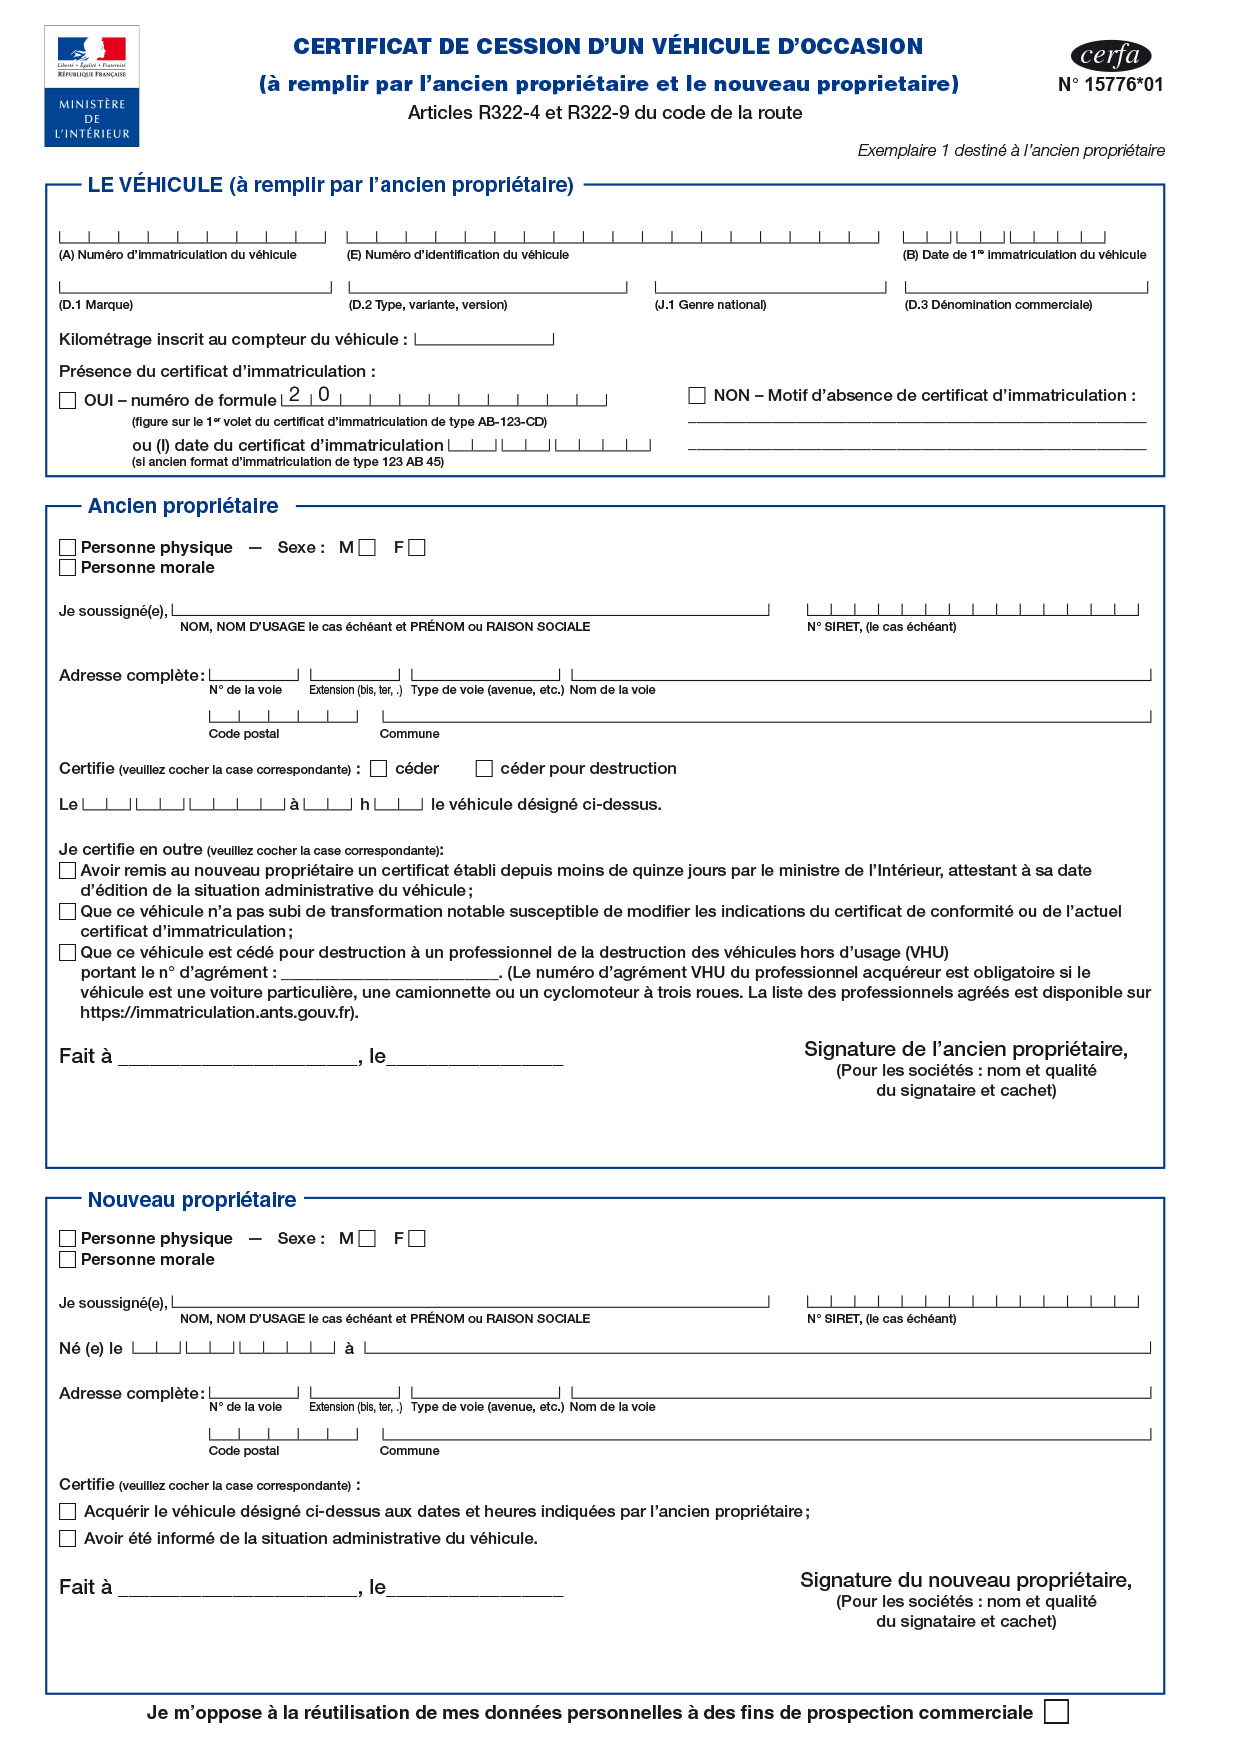 CERTIFICAT DE CESSION D’UN VÉHICULE D’OCCASION
(à remplir par l’ancien propriétaire et le nouveau proprietaire)
Articles R322-4 et R322-9 du code de la route
Liberté • Égalité • Fraternité
RÉPUBLIQUE FRANÇAISE
MINISTÈRE
DE
L’INTÉRIEUR
cerfa
N° 15776*01
Exemplaire 1 destiné à l’ancien propriétaire
LE VÉHICULE (à remplir par l’ancien propriétaire)
(A) Numéro d’immatriculation du véhicule (E) Numéro d’identification du véhicule (B) Date de 1re immatriculation du véhicule
(D.1 Marque) (D.2 Type, variante, version) (J.1 Genre national) (D.3 Dénomination commerciale)
Kilométrage inscrit au compteur du véhicule :
Présence du certificat d’immatriculation :
OUI – numéro de formule 2 0 NON – Motif d’absence de certificat d’immatriculation :
(figure sur le 1er volet du certificat d’immatriculation de type AB-123-CD)
ou (I) date du certificat d’immatriculation
(si ancien format d’immatriculation de type 123 AB 45)
Ancien propriétaire
Personne physique — Sexe : M F
Personne morale
Je soussigné(e),
NOM, NOM D’USAGE le cas échéant et PRÉNOM ou RAISON SOCIALE N° SIRET, (le cas échéant)
Adresse complète :
N° de la voie Extension (bis, ter, .) Type de voie (avenue, etc.) Nom de la voie
Code postal Commune
Certifie (veuillez cocher la case correspondante) : céder céder pour destruction
Le à h le véhicule désigné ci-dessus.
Je certifie en outre (veuillez cocher la case correspondante):
Avoir remis au nouveau propriétaire un certificat établi depuis moins de quinze jours par le ministre de l’Intérieur, attestant à sa date
d’édition de la situation administrative du véhicule ;
Que ce véhicule n’a pas subi de transformation notable susceptible de modifier les indications du certificat de conformité ou de l’actuel
certificat d’immatriculation ;
Que ce véhicule est cédé pour destruction à un professionnel de la destruction des véhicules hors d’usage (VHU)
portant le n° d’agrément : __________________________. (Le numéro d’agrément VHU du professionnel acquéreur est obligatoire si le
véhicule est une voiture particulière, une camionnette ou un cyclomoteur à trois roues. La liste des professionnels agréés est disponible sur
https://immatriculation.ants.gouv.fr).
Fait à _______________________, le_________________
Signature de l’ancien propriétaire,
(Pour les sociétés : nom et qualité
du signataire et cachet)
Nouveau propriétaire
Personne physique — Sexe : M F
Personne morale
Je soussigné(e),
NOM, NOM D’USAGE le cas échéant et PRÉNOM ou RAISON SOCIALE N° SIRET, (le cas échéant)
Né (e) le à
Adresse complète :
N° de la voie Extension (bis, ter, .) Type de voie (avenue, etc.) Nom de la voie
Code postal Commune
Certifie (veuillez cocher la case correspondante) :
Acquérir le véhicule désigné ci-dessus aux dates et heures indiquées par l’ancien propriétaire ;
Avoir été informé de la situation administrative du véhicule.
Fait à _______________________, le_________________
Signature du nouveau propriétaire,
(Pour les sociétés : nom et qualité
du signataire et cachet)
Je m’oppose à la réutilisation de mes données personnelles à des fins de prospection commerciale